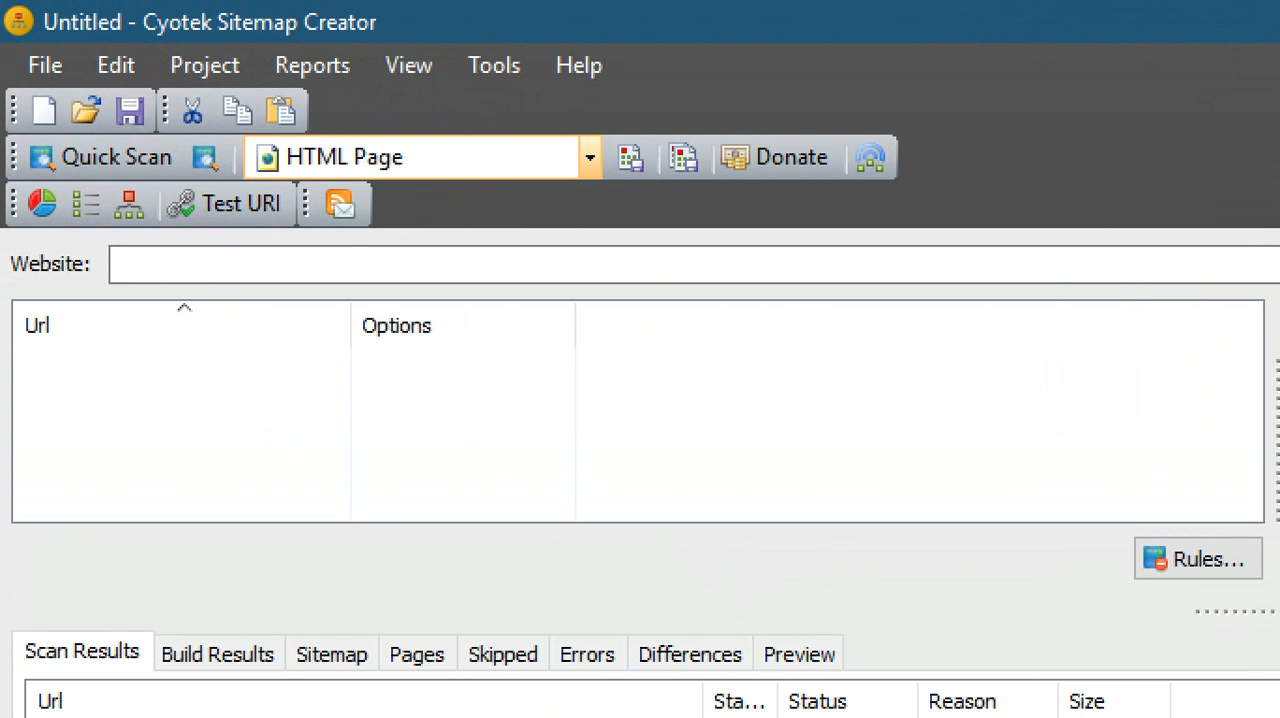 Untitled - Cyotek Sitemap Creator
File Edit Project Reports View Tools Help
Quick Scan HTML Page Donate
Test URI
Website:
Url Options
Rules...
Scan Results Build Results Sitemap Pages Skipped Errors Differences Preview
Url Sta... Status Reason Size